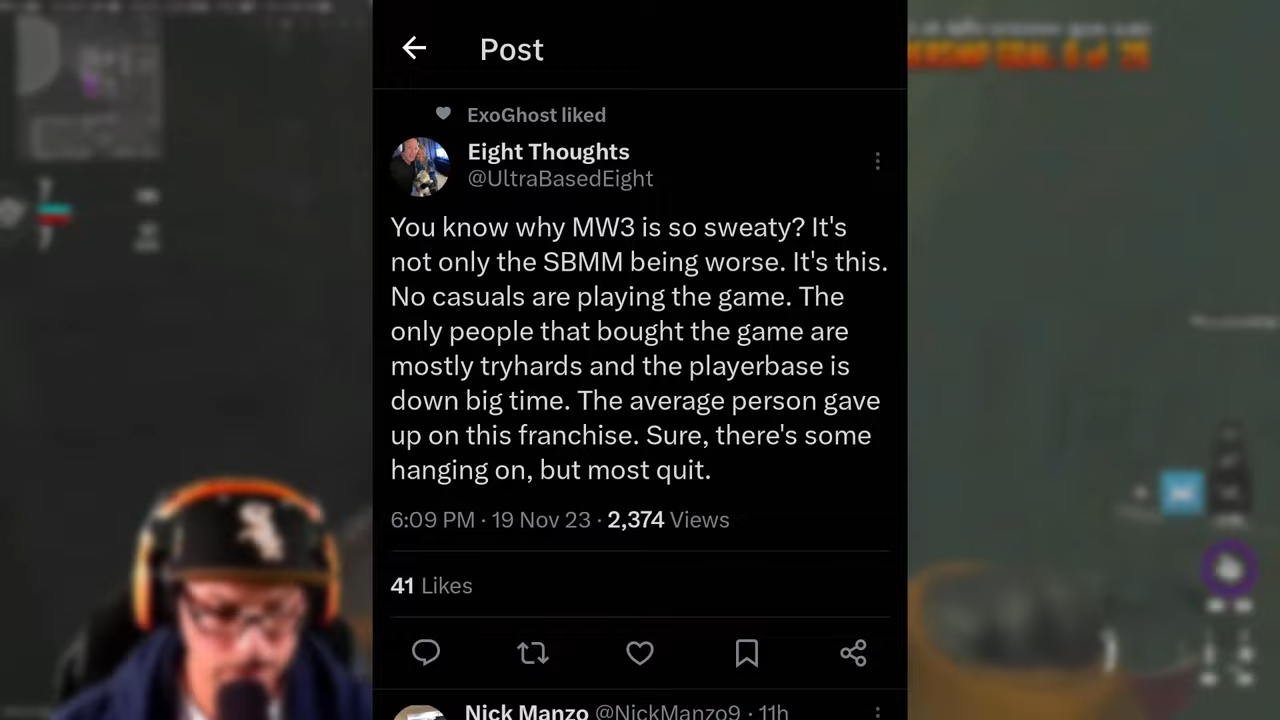 Post
ExoGhost liked
Eight Thoughts
@UltraBasedEight
You know why MW3 is so sweaty? It's
not only the SBMM being worse. It's this.
No casuals are playing the game. The
only people that bought the game are
mostly tryhards and the playerbase is
down big time. The average person gave
up on this franchise. Sure, there's some
hanging on, but most quit.
6:09 PM · 19 Nov 23 · 2,374 Views
41 Likes
Nick Manzo @NickManzo9 · 11h